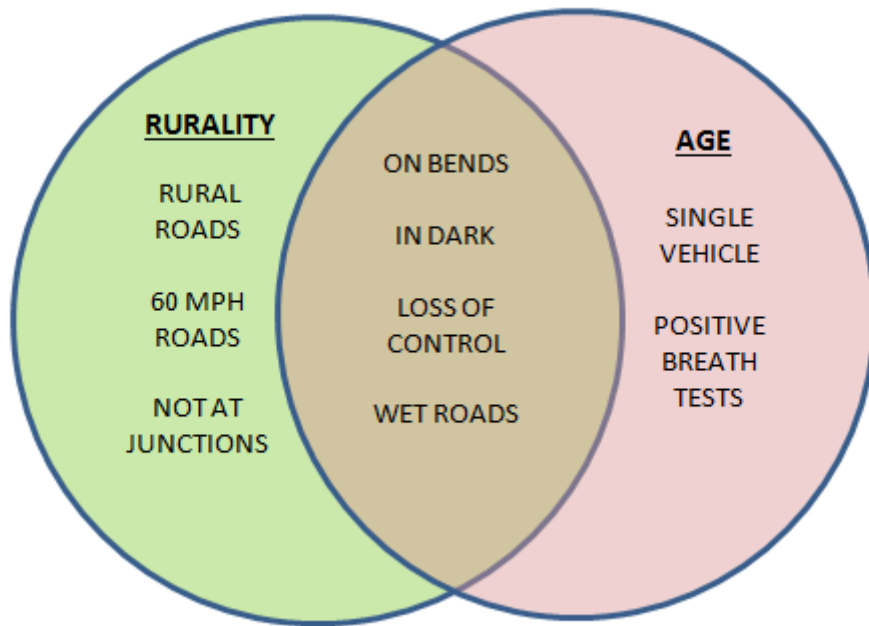 RURALITY
RURAL
ROADS
60 MPH
ROADS
NOT AT
JUNCTIONS
ON BENDS
IN DARK
LOSS OF
CONTROL
WET ROADS
AGE
SINGLE
VEHICLE
POSITIVE
BREATH
TESTS